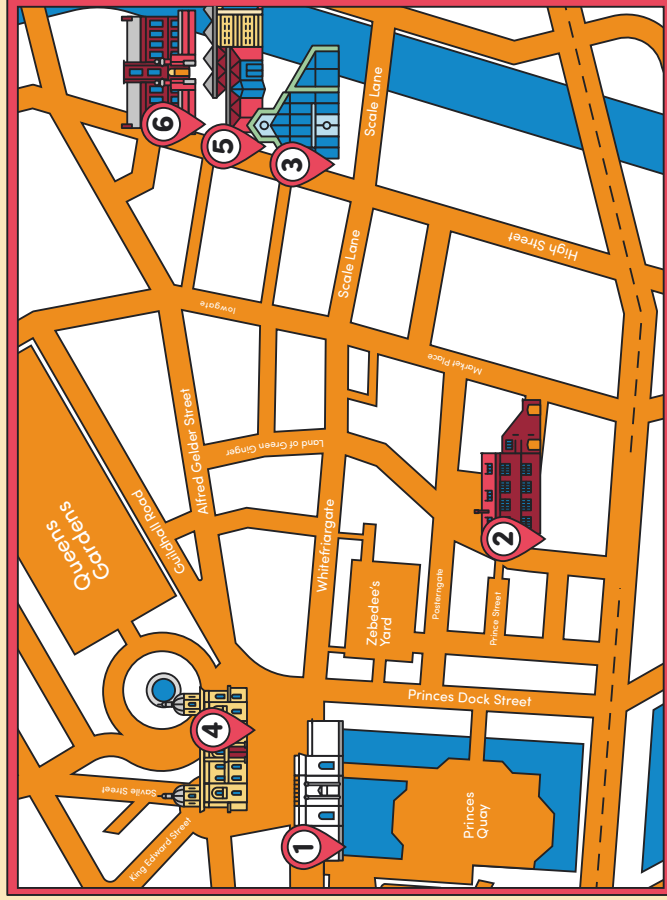 6
5
3
Scale Lane
High Street
Scale Lane
lowgate
Market Place
Alfred Gelder Street
Land of Green Ginger
Guildhall Road
Queens
Gardens
Whitefriargate
2
Zebedee's
Yard
Posterngate
Prince Street
Princes Dock Street
4
Savile Street
King Edward Street
1
Princes
Quay